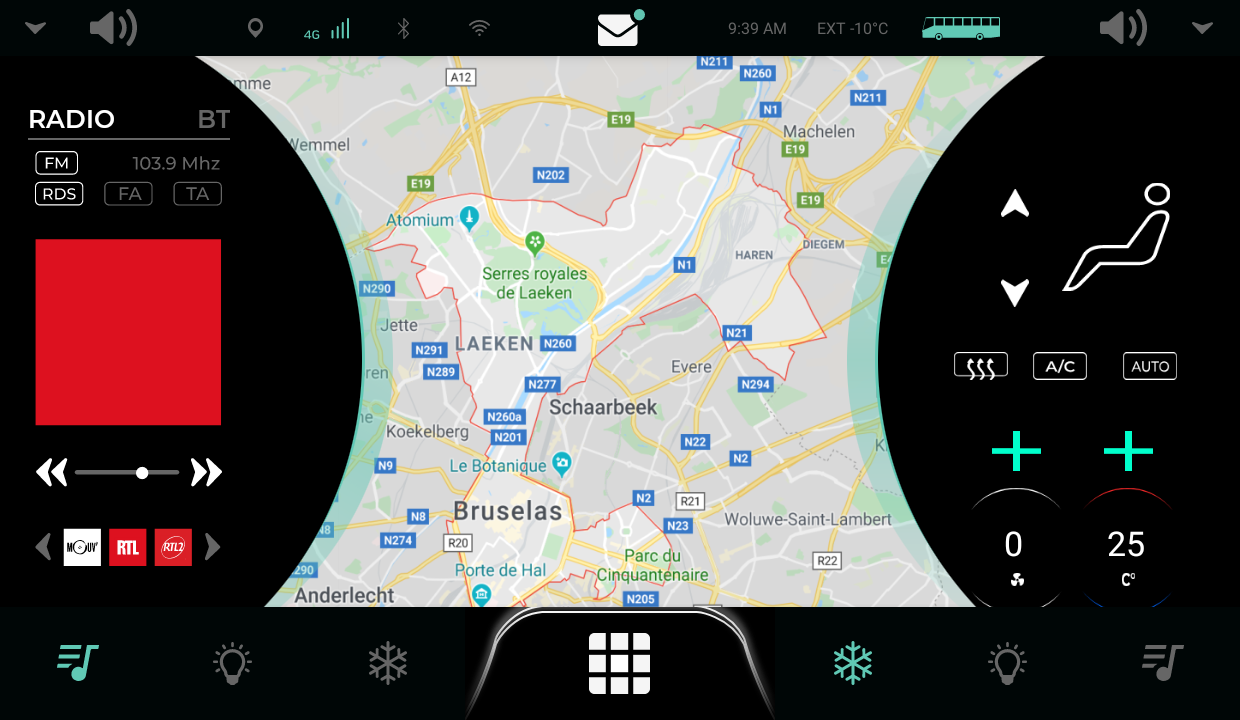 4G
9:39 AM
EXT -10°C
RADIO
BT
FM
103.9 Mhz
RDS
FA
TA
MOUV'
RTL
RTL2
mme
A12
N211
N260
N211
N1
E19
Machelen
E19
Wemmel
N202
E19
E19
Atomium
DIEGEM
HAREN
N1
Serres royales
de Laeken
N290
Jette
LAEKEN
N260
N21
N291
N289
Evere
ren
N277
N294
Schaarbeek
N260a
Koekelberg
N201
N22
N2
N9
Le Botanique
N2
R21
Bruselas
N8
N23
Woluwe-Saint-Lambert
N274
R20
R22
Parc du
Cinquantenaire
Porte de Hal
Anderlecht
N205
A/C
AUTO
0
25
Cº